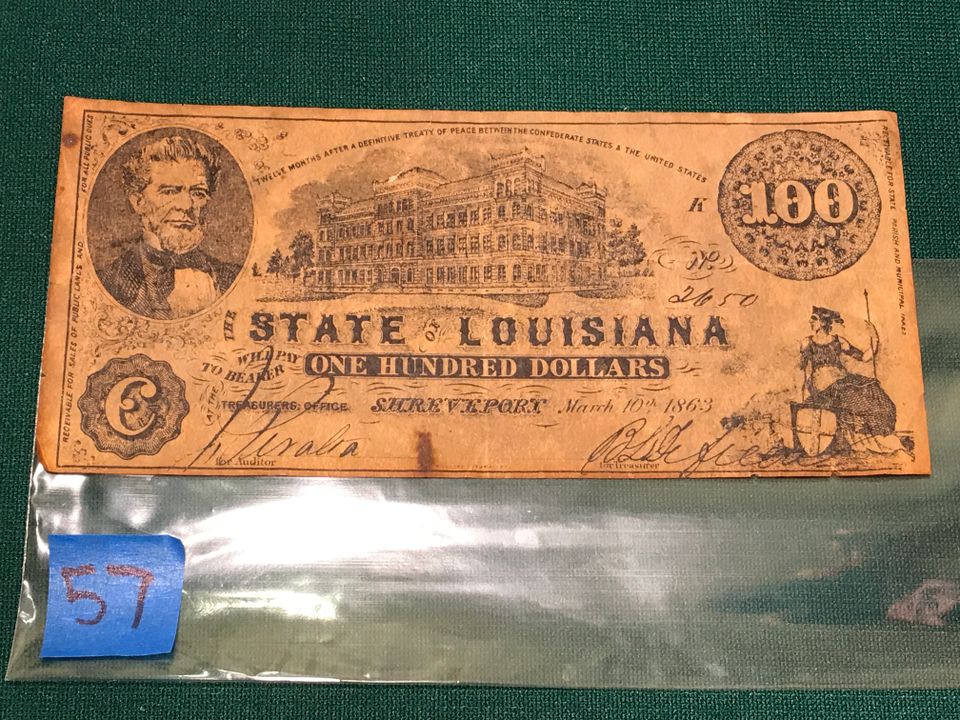 TWELVE MONTHS AFTER A DEFINITIVE TREATY OF PEACE BETWEEN THE CONFEDERATE STATES & THE UNITED STATES
FOR ALL PUBLIC DUES
RECEIVABLE FOR SALES OF PUBLIC LANDS AND
RECEIVABLE FOR STATE PARISH AND MUNICIPAL TAXES
100
K
No
2650
THE
STATE OF LOUISIANA
WILL PAY
TO BEARER
ONE HUNDRED DOLLARS
C
AT THE
TREASURERS OFFICE
SHREVEPORT March 10th 1863
for Auditor
for Treasurer
57